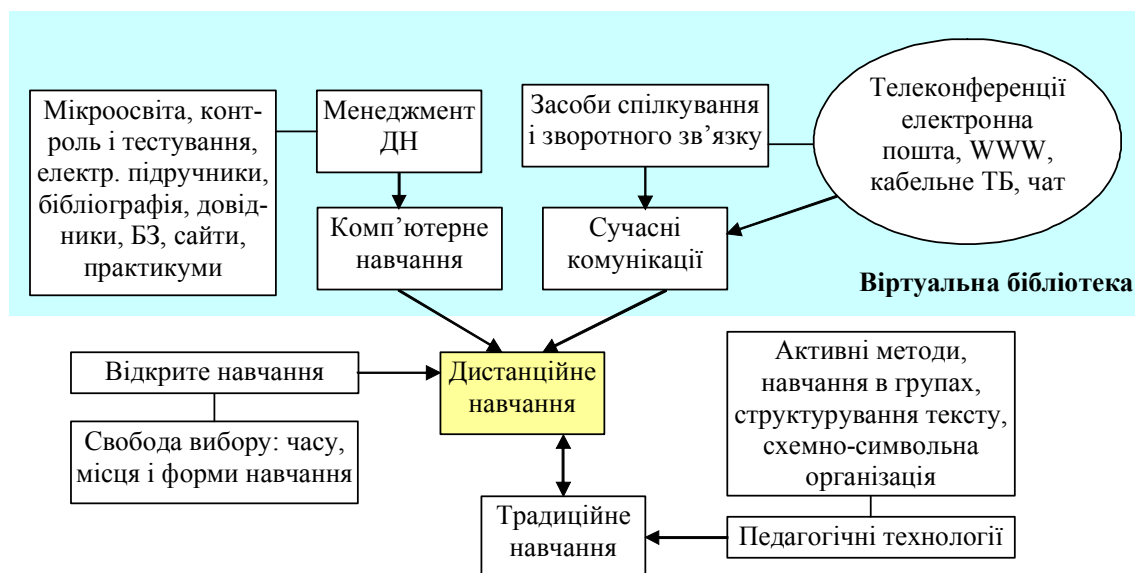 Мікроосвіта, конт-
роль і тестування,
електр. підручники,
бібліографія, довід-
ники, БЗ, сайти,
практикуми
Менеджмент
ДН
Засоби спілкування
і зворотного зв’язку
Телеконференції
електронна
пошта, WWW,
кабельне ТБ, чат
Комп’ютерне
навчання
Сучасні
комунікації
Віртуальна бібліотека
Відкрите навчання
Дистанційне
навчання
Активні методи,
навчання в групах,
структурування тексту,
схемно-символьна
організація
Свобода вибору: часу,
місця і форми навчання
Традиційне
навчання
Педагогічні технології